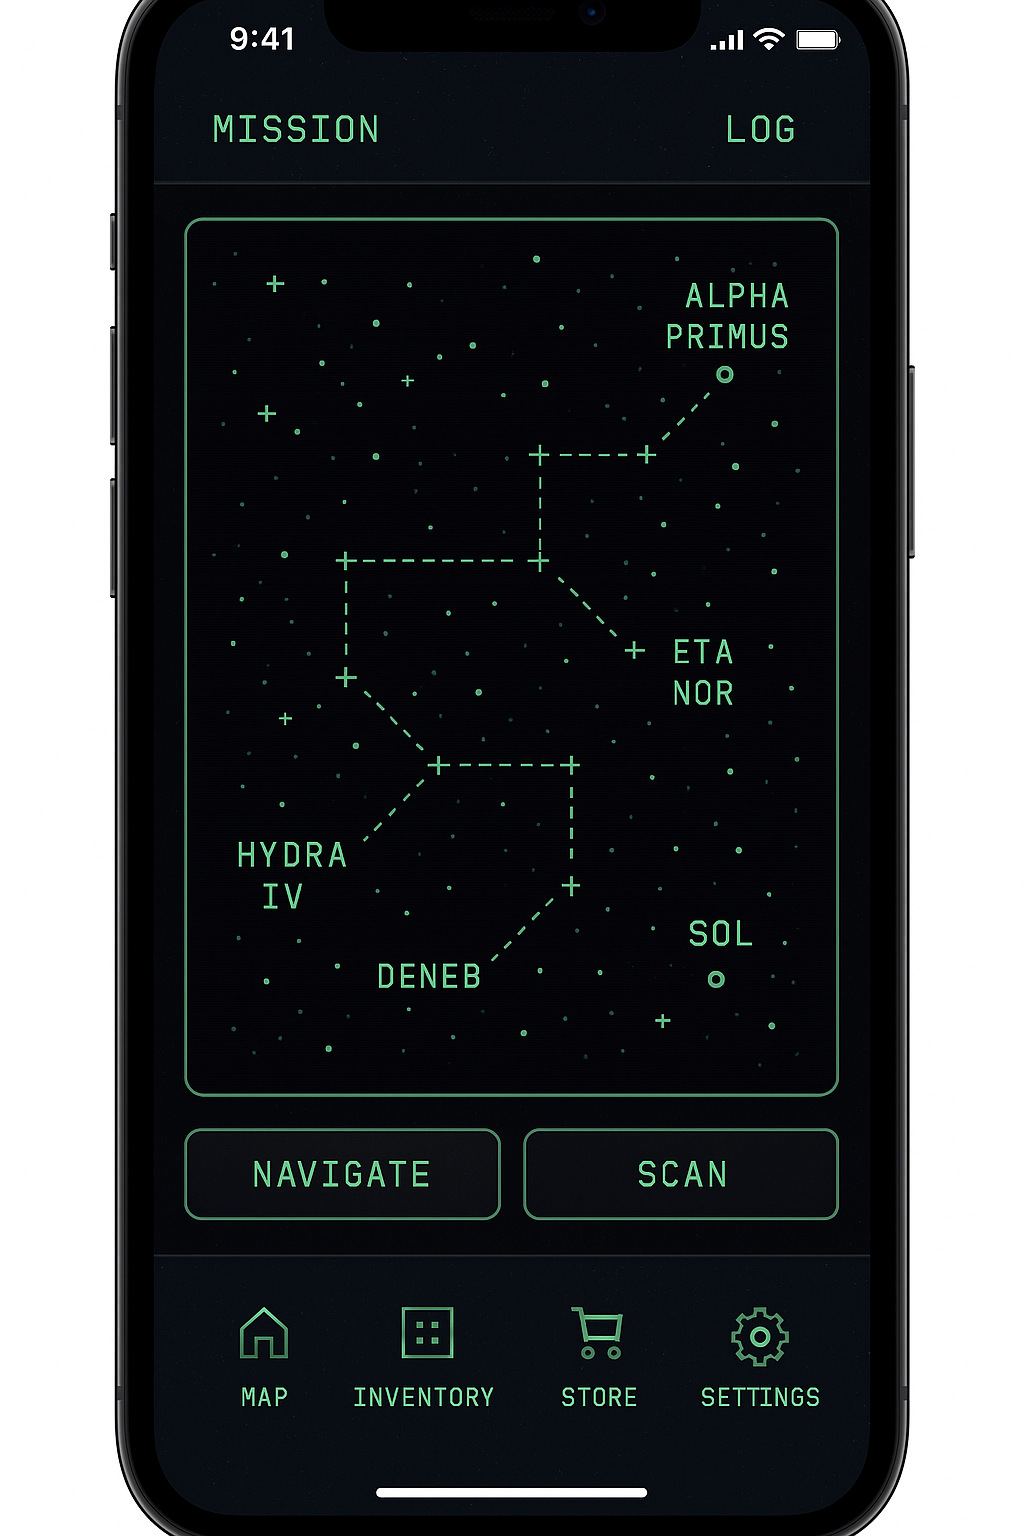 9:41
MISSION LOG
ALPHA
PRIMUS
ETA
NOR
HYDRA
IV
SOL
DENEB
NAVIGATE SCAN
MAP INVENTORY STORE SETTINGS